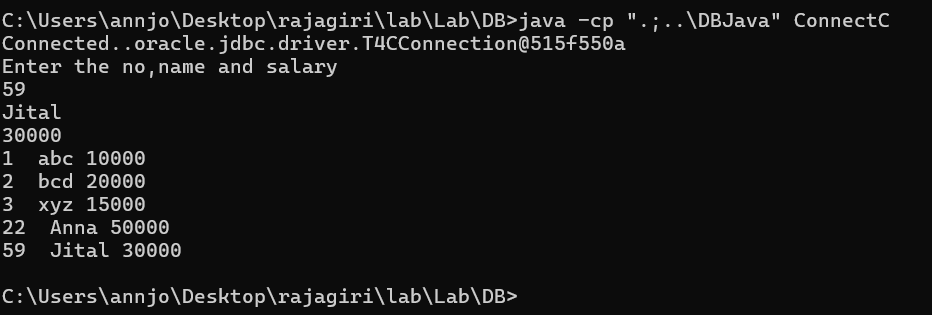 C:\Users\annjo\Desktop\rajagiri\lab\Lab\DB>java -cp ".;..\DBJava" ConnectC
Connected..oracle.jdbc.driver.T4CConnection@515f550a
Enter the no,name and salary
59
Jital
30000
1  abc 10000
2  bcd 20000
3  xyz 15000
22  Anna 50000
59  Jital 30000
C:\Users\annjo\Desktop\rajagiri\lab\Lab\DB>